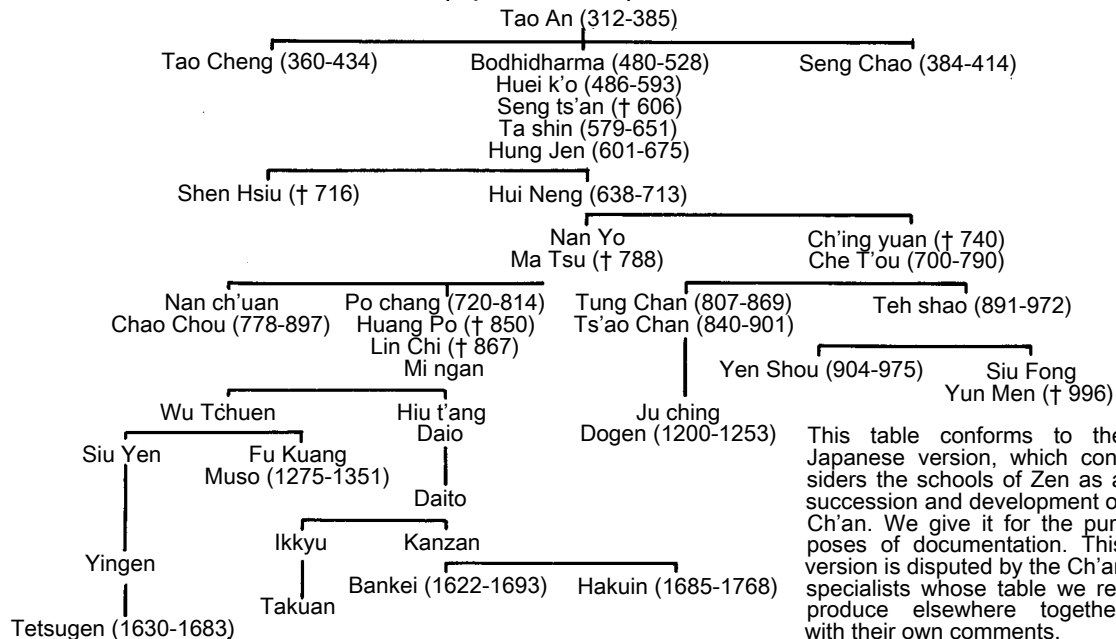 Tao An (312-385)
Tao Cheng (360-434) Bodhidharma (480-528) Seng Chao (384-414)
Huei k'o (486-593)
Seng ts'an († 606)
Ta shin (579-651)
Hung Jen (601-675)
Shen Hsiu († 716) Hui Neng (638-713)
Nan Yo Ch'ing yuan († 740)
Ma Tsu († 788) Che T'ou (700-790)
Nan ch'uan Po chang (720-814) Tung Chan (807-869) Teh shao (891-972)
Chao Chou (778-897) Huang Po († 850) Ts'ao Chan (840-901)
Lin Chi († 867)
Mi ngan Yen Shou (904-975) Siu Fong
Yun Men († 996)
Wu Tchuen Hiu t'ang Ju ching
Daio Dogen (1200-1253)
Siu Yen Fu Kuang
Muso (1275-1351)
Daito
Ikkyu Kanzan
Yingen Bankei (1622-1693) Hakuin (1685-1768)
Takuan
Tetsugen (1630-1683)
This table conforms to the
Japanese version, which con
siders the schools of Zen as a
succession and development o
Ch'an. We give it for the pur
poses of documentation. This
version is disputed by the Ch'an
specialists whose table we re
produce elsewhere together
with their own comments.